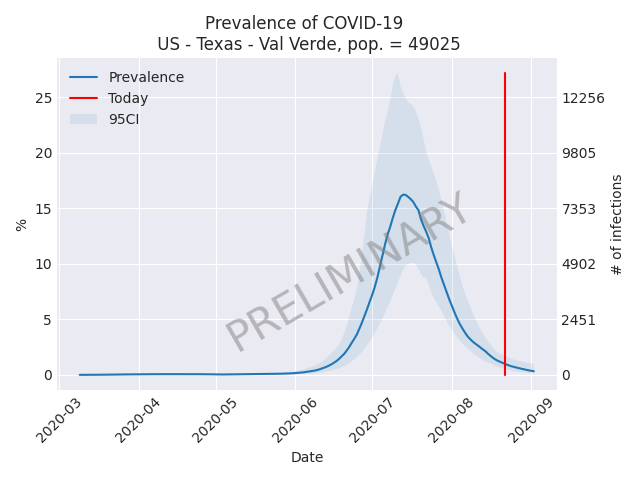 Prevalence of COVID-19
US - Texas - Val Verde, pop. = 49025
Prevalence
Today
95CI
25
20
15
10
5
0
%
12256
9805
7353
4902
2451
0
# of infections
PRELIMINARY
2020-03
2020-04
2020-05
2020-06
2020-07
2020-08
2020-09
Date